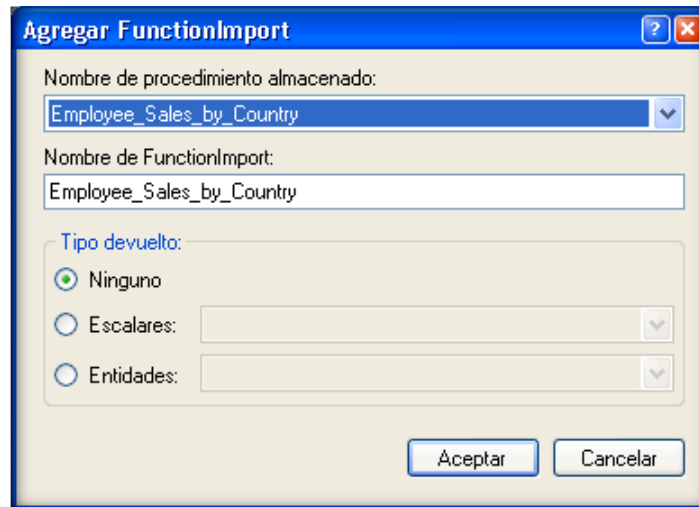 Agregar FunctionImport
Nombre de procedimiento almacenado:
Employee_Sales_by_Country
Nombre de FunctionImport:
Employee_Sales_by_Country
Tipo devuelto:
Ninguno
Escalares:
Entidades:
Aceptar Cancelar